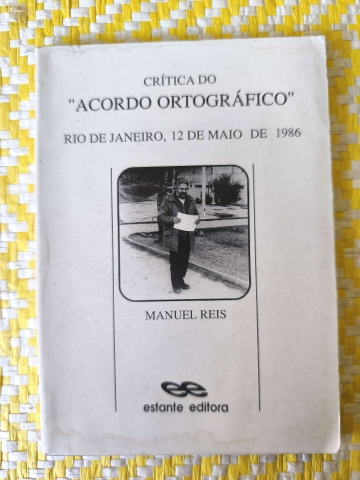 CRÍTICA DO
"ACORDO ORTOGRÁFICO"
RIO DE JANEIRO, 12 DE MAIO DE 1986
MANUEL REIS
estante editora